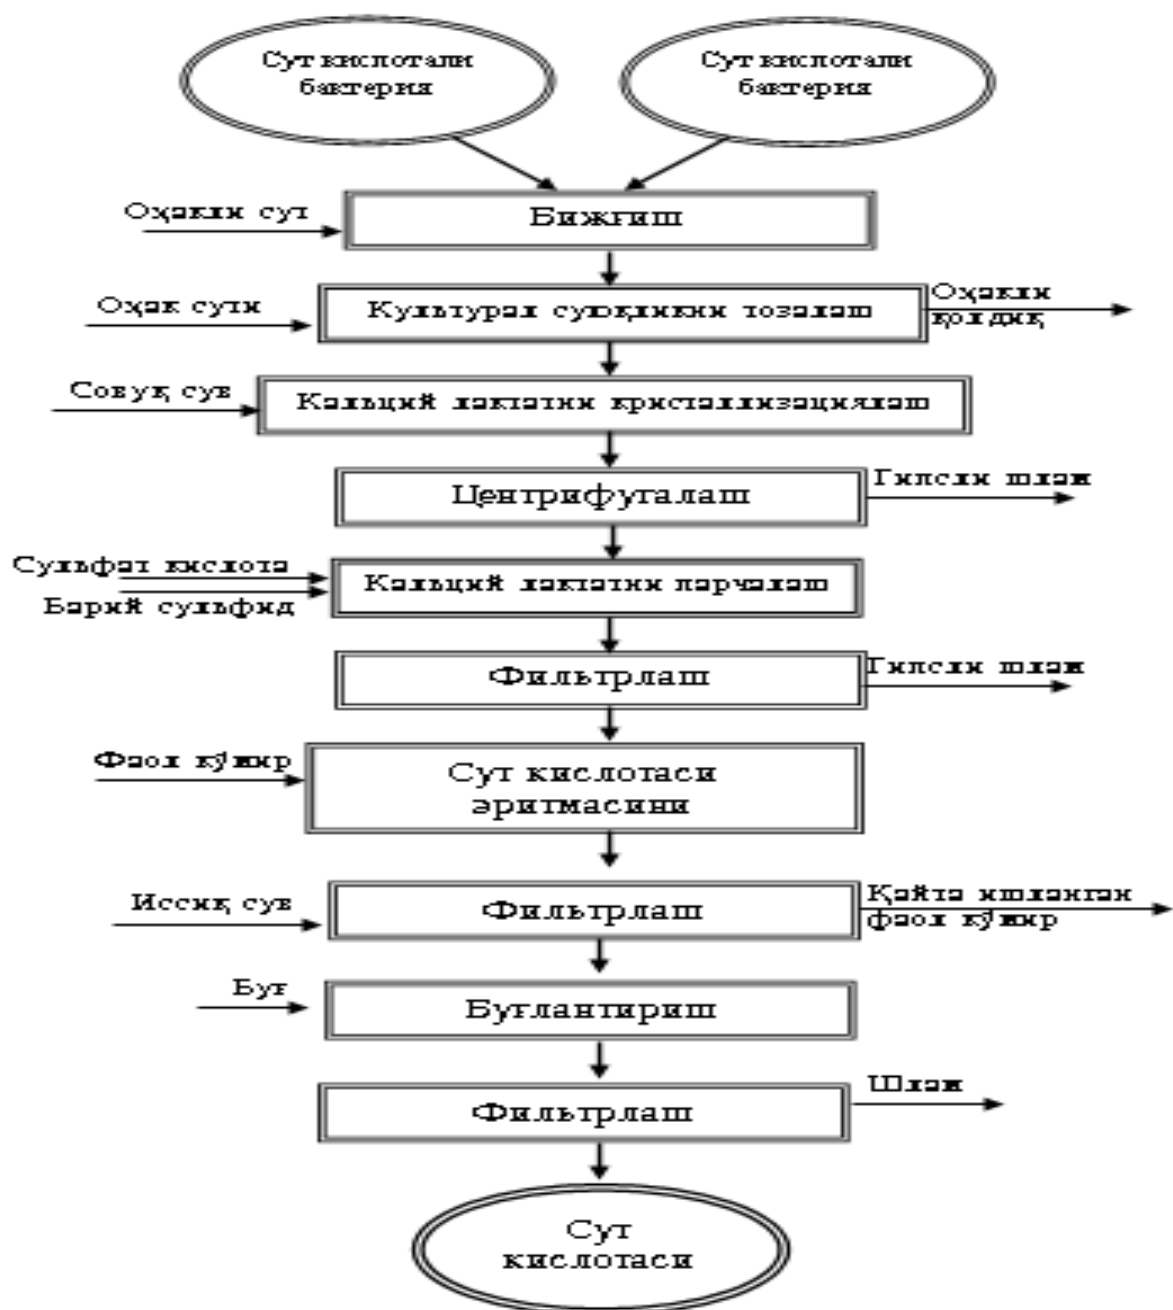 Сут кислотали
бактерия
Сут кислотали
бактерия
Оҳакли сут
Бижғиш
Оҳак сути
Культурал суюқликни тозалаш
Оҳакли
қолдиқ
Совуқ сув
Кальций лактатни кристаллизациялаш
Центрифугалаш
Гипсли шлам
Сульфат кислота
Барий сульфид
Кальций лактатни парчалаш
Фильтрлаш
Гипсли шлам
Фаол кўмир
Сут кислотаси
эритмасини
Иссиқ сув
Фильтрлаш
Қайта ишланган
фаол кўмир
Буғ
Буғлантириш
Фильтрлаш
Шлам
Сут
кислотаси